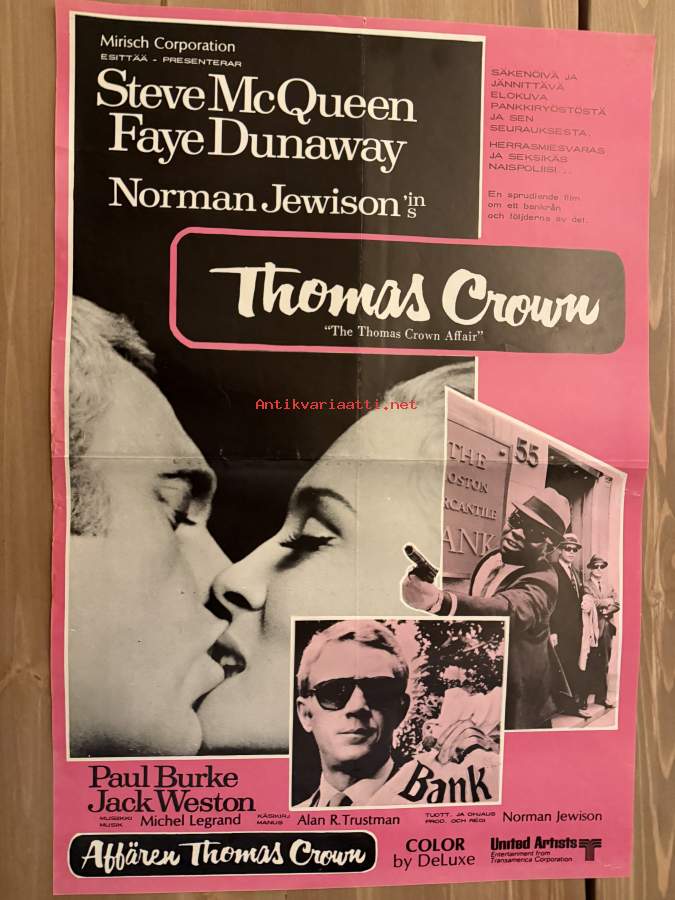 Mirisch Corporation
ESITTÄÄ - PRESENTERAR
Steve McQueen
Faye Dunaway
Norman Jewison 'in
s
SÄKENÖIVÄ JA
JÄNNITTÄVÄ
ELOKUVA
PANKKIRYÖSTÖSTÄ
JA SEN
SEURAUKSESTA.
HERRASMIESVARAS
JA SEKSIKÄS
NAISPOLIISI...
En sprudlande film
om ett bankrån
och följderna av det.
Thomas Crown
"The Thomas Crown Affair"
Antikvariaatti.net
55
THE
OSTON
RCANTILE
ANK
Bank
Paul Burke
Jack Weston
MUSIIKKI
MUSIK
Michel Legrand
KÄSIKIRJ.
MANUS
Alan R. Trustman
TUOTT. JA OHJAUS
PROD. OCH REGI
Norman Jewison
Affären Thomas Crown
COLOR
by DeLuxe
United Artists
Entertainment from
Transamerica Corporation